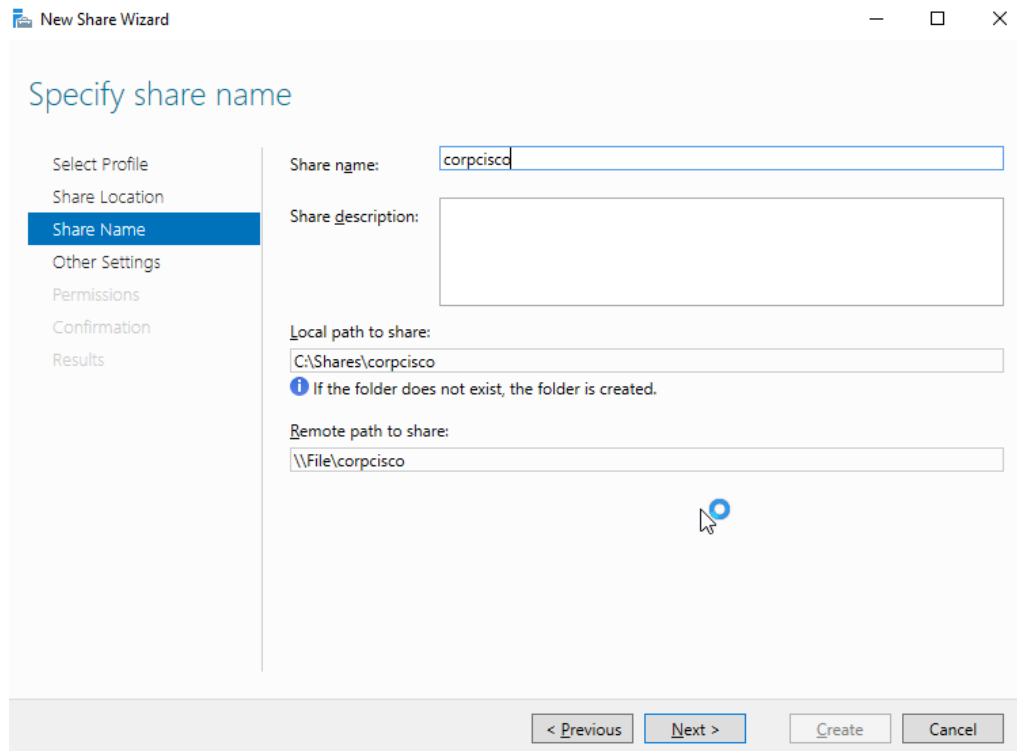 New Share Wizard
Specify share name
Select Profile
Share Location
Share Name
Other Settings
Permissions
Confirmation
Results
Share name:
corpcisco
Share description:
Local path to share:
C:\Shares\corpcisco
If the folder does not exist, the folder is created.
Remote path to share:
\\File\corpcisco
< Previous
Next >
Create
Cancel